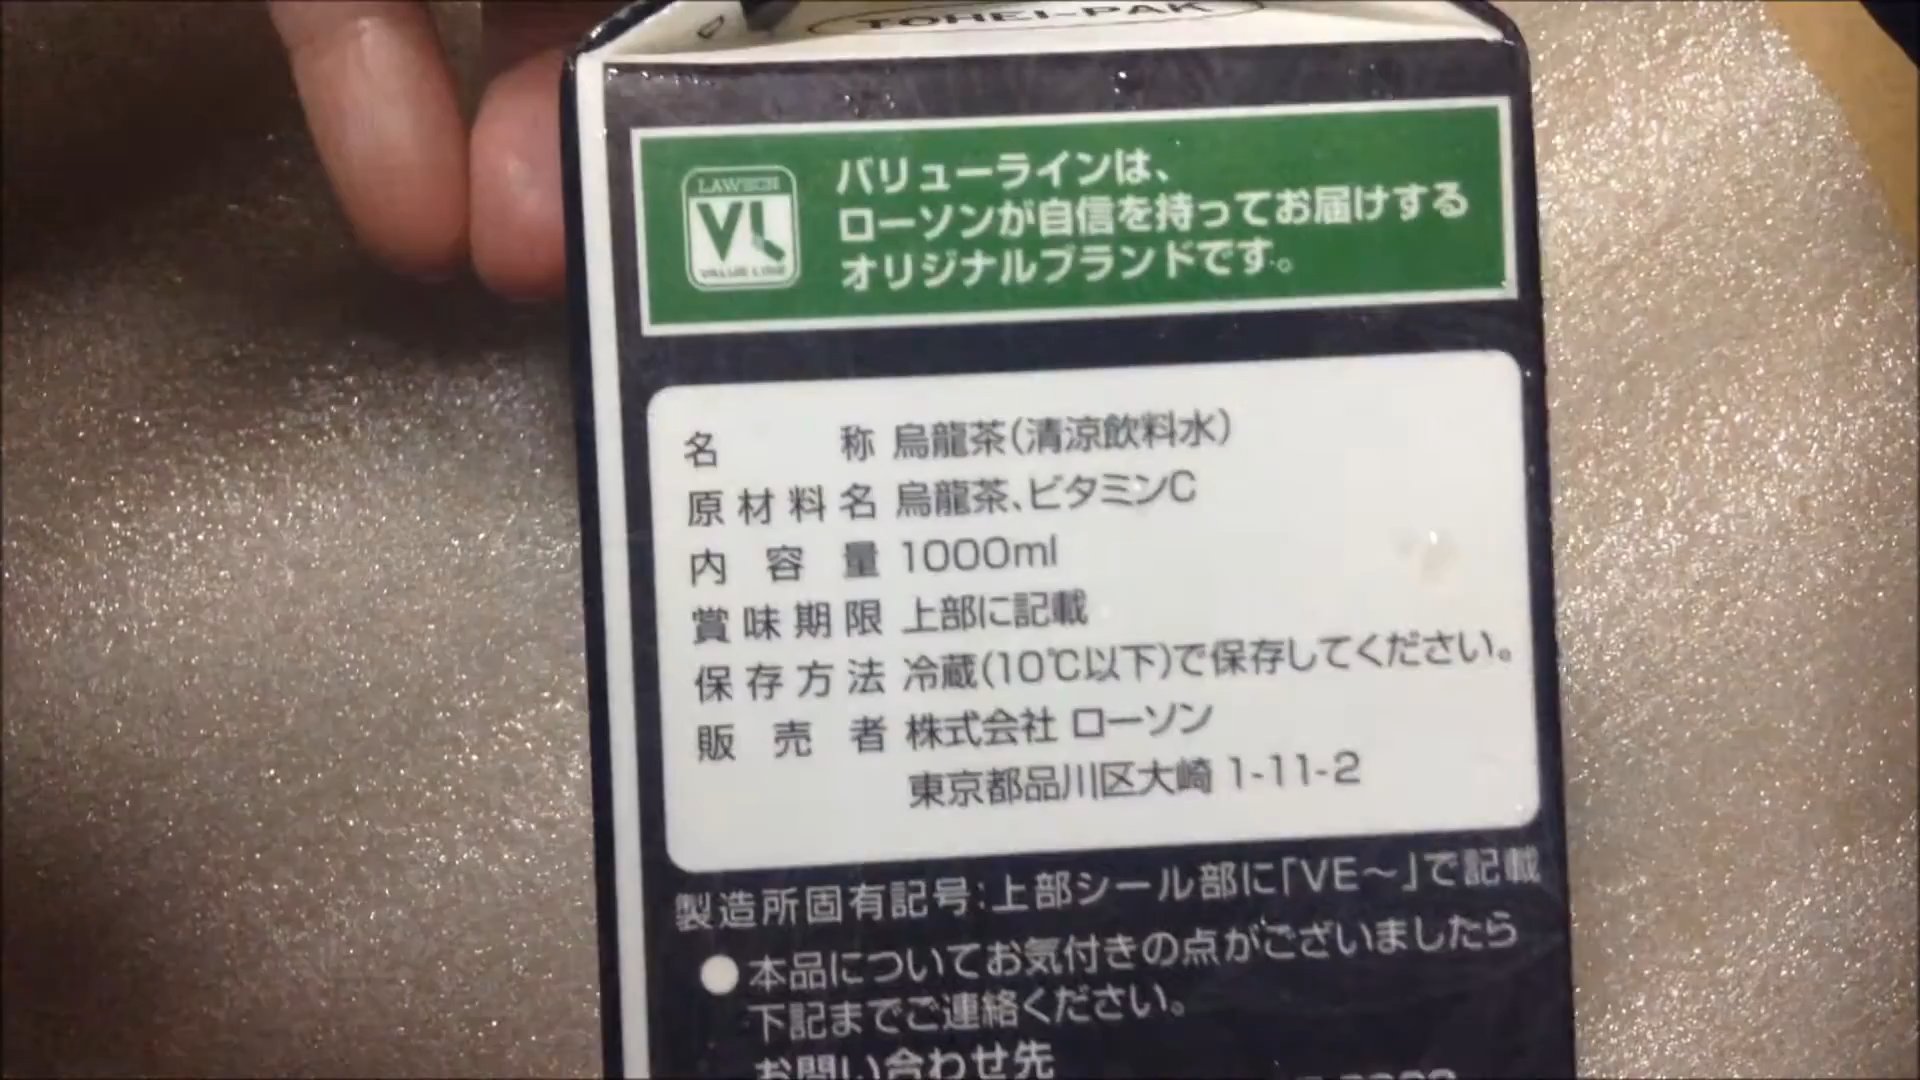 TOHEI-PAK
LAWSON
VL
VALUE LINE
バリューラインは、
ローソンが自信を持ってお届けする
オリジナルブランドです。
名称 烏龍茶(清涼飲料水)
原材料名 烏龍茶、ビタミンC
内容量 1000ml
賞味期限 上部に記載
保存方法 冷蔵(10℃以下)で保存してください。
販売者 株式会社 ローソン
東京都品川区大崎 1-11-2
製造所固有記号:上部シール部に「VE～」で記載
●本品についてお気付きの点がございましたら
下記までご連絡ください。
お問い合わせ先